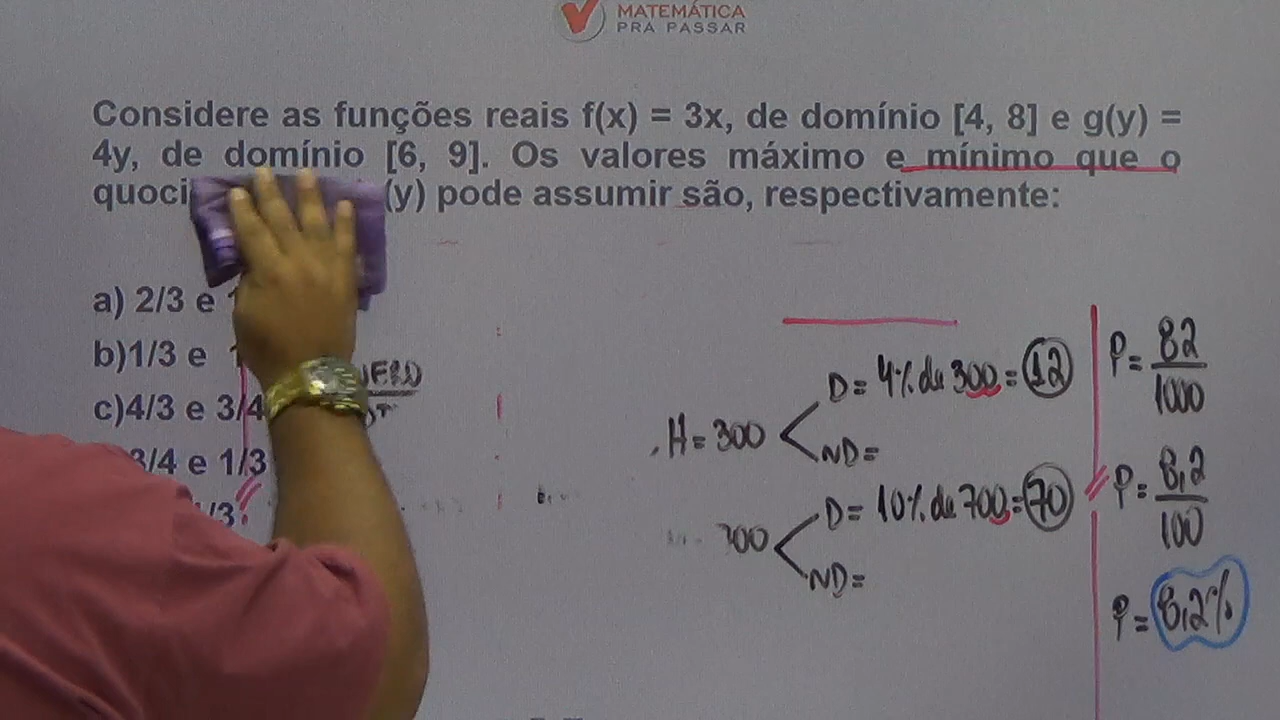 MATEMÁTICA
PRA PASSAR
Considere as funções reais f(x) = 3x, de domínio [4, 8] e g(y) =
4y, de domínio [6, 9]. Os valores máximo e mínimo que o
(y) pode assumir são, respectivamente:
a) 2/3 e
b)1/3 e
c)4/3 e 3/4
3/4 e 1/3
/3
H = 300
D = 4% de 300 = 12
ND =
D = 10% de 700 = 70
ND =
P = 82/1000
P = 8,2/100
P = 8,2%